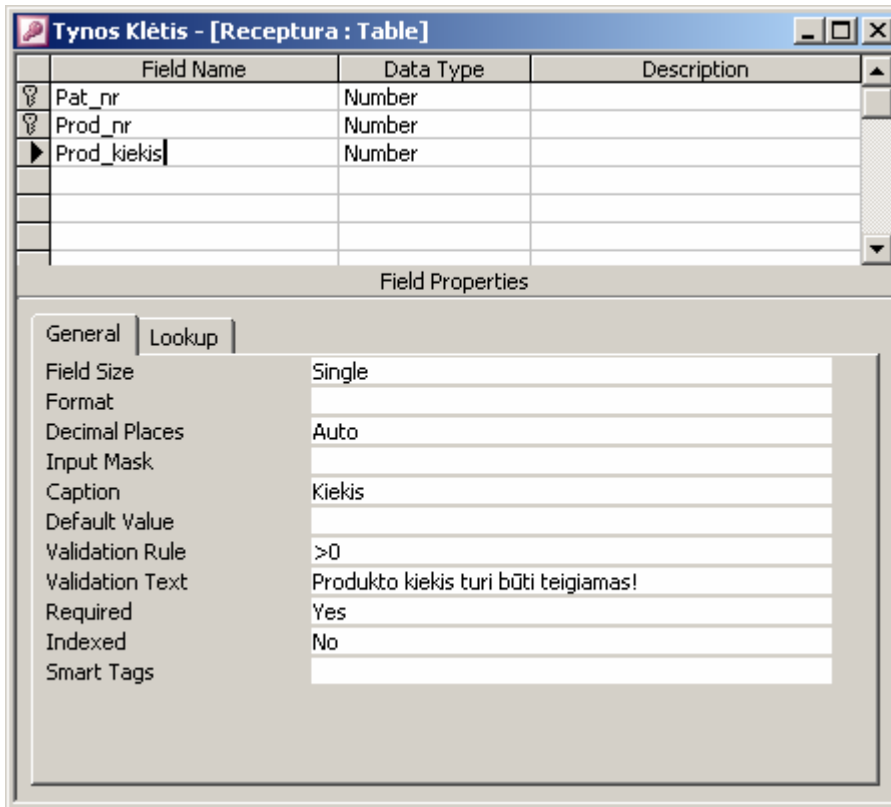 Tynos Klėtis - [Receptura : Table]
Field Name Data Type Description
Pat_nr Number
Prod_nr Number
Prod_kiekis Number
Field Properties
General Lookup
Field Size Single
Format
Decimal Places Auto
Input Mask
Caption Kiekis
Default Value
Validation Rule >0
Validation Text Produkto kiekis turi būti teigiamas!
Required Yes
Indexed No
Smart Tags